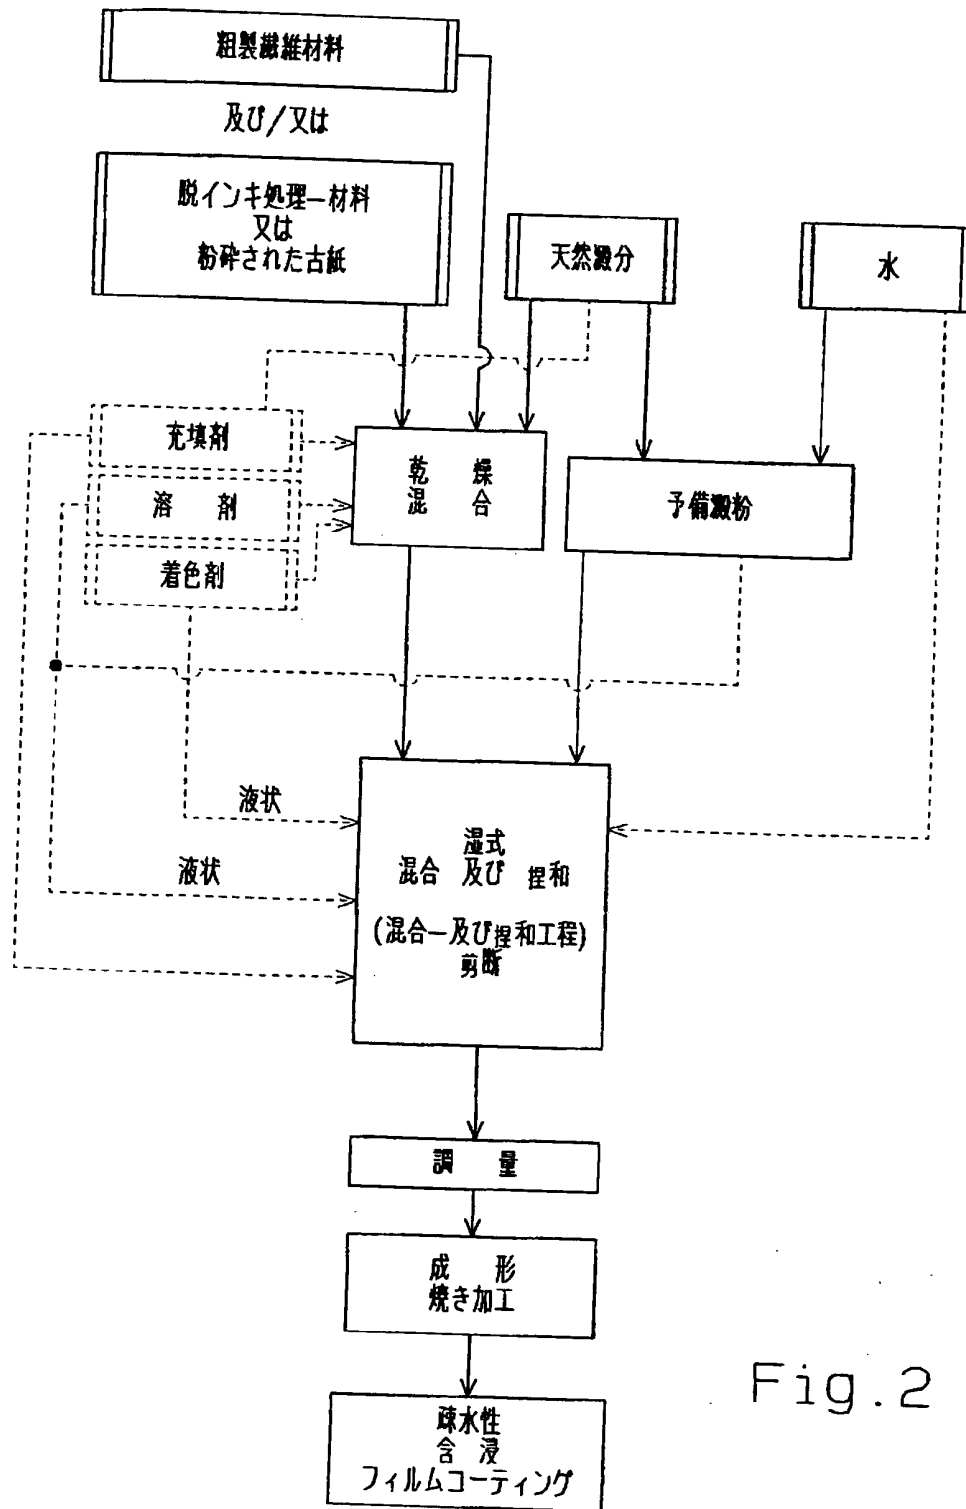 粗製繊維材料
及び/又は
脱インキ処理ー材料
又は
粉砕された古紙
天然澱分
水
充填剤
溶 剤
着色剤
乾 燥
混 合
予備澱粉
液状
液状
湿式
混合 及び 捏和
(混合ー及び捏和工程)
剪断
調 量
成 形
焼き加工
疎水性
含 浸
フィルムコーティング
Fig.2